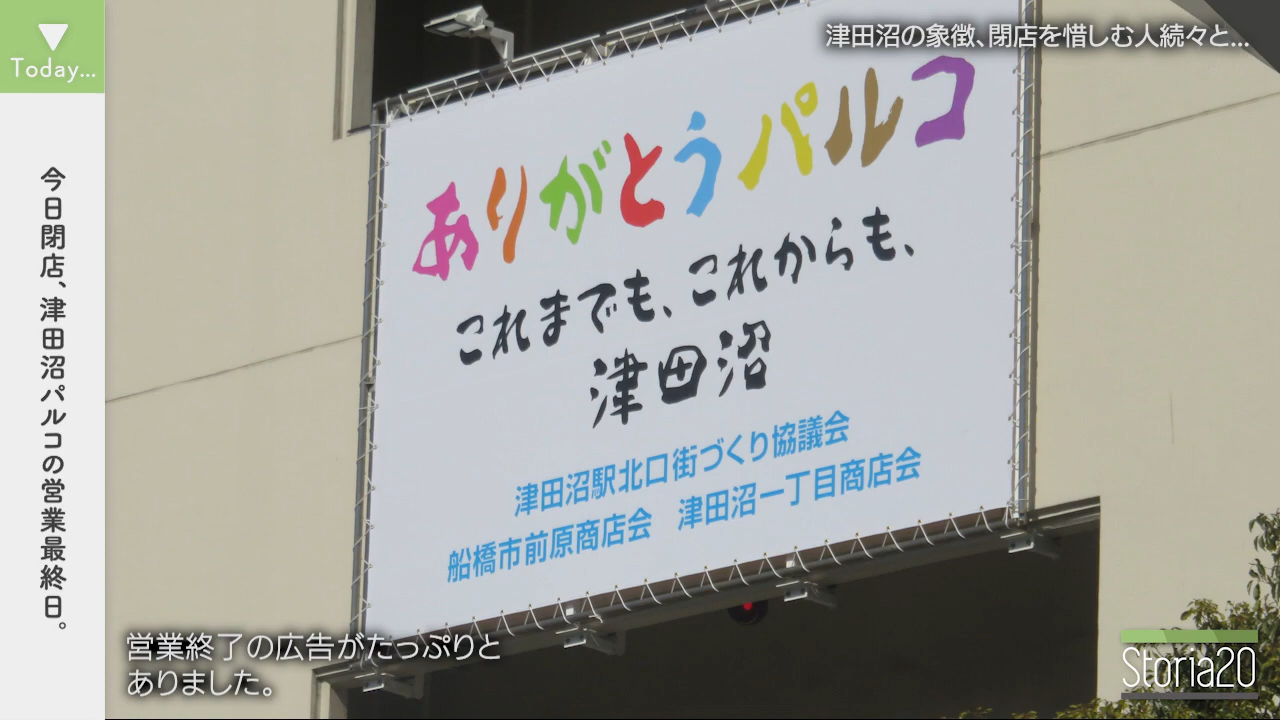 Today...
今日閉店、津田沼パルコの営業最終日。
津田沼の象徴、閉店を惜しむ人続々と...
ありがとうパルコ
これまでも、これからも、
津田沼
津田沼駅北口街づくり協議会
船橋市前原商店会 津田沼一丁目商店会
営業終了の広告がたっぷりと
ありました。
Storia20